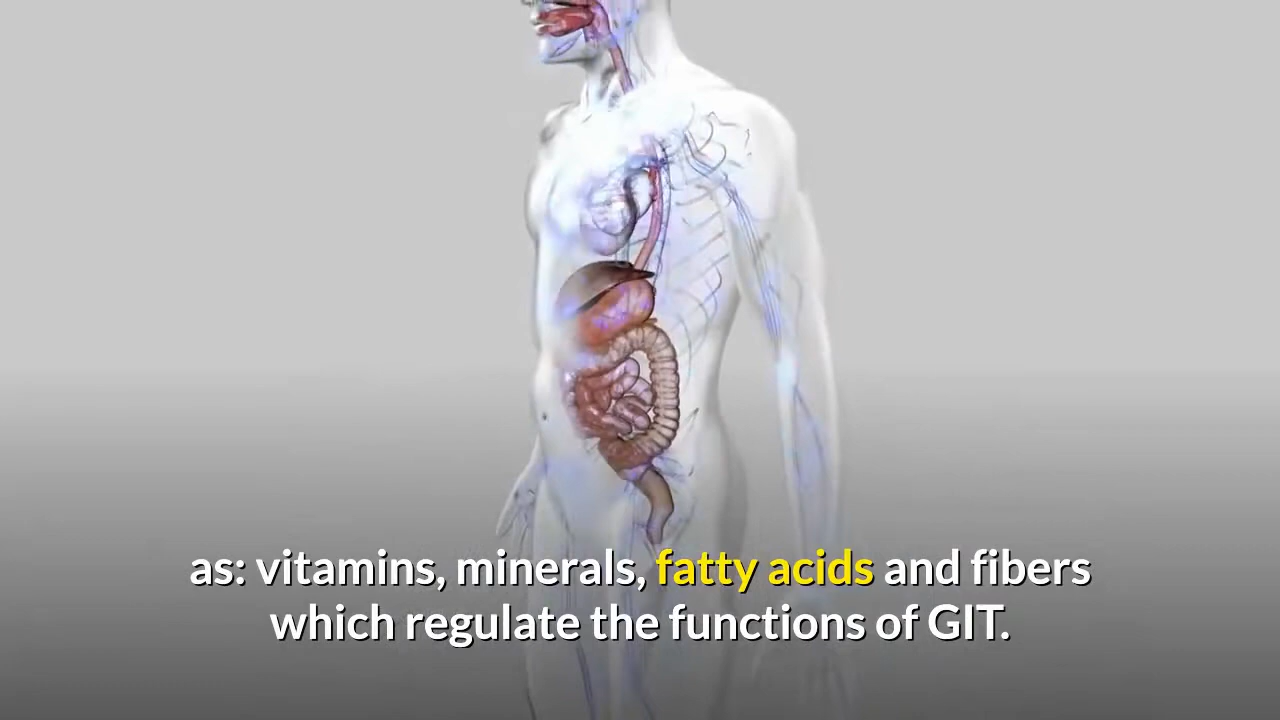 as: vitamins, minerals, fatty acids and fibers
which regulate the functions of GIT.